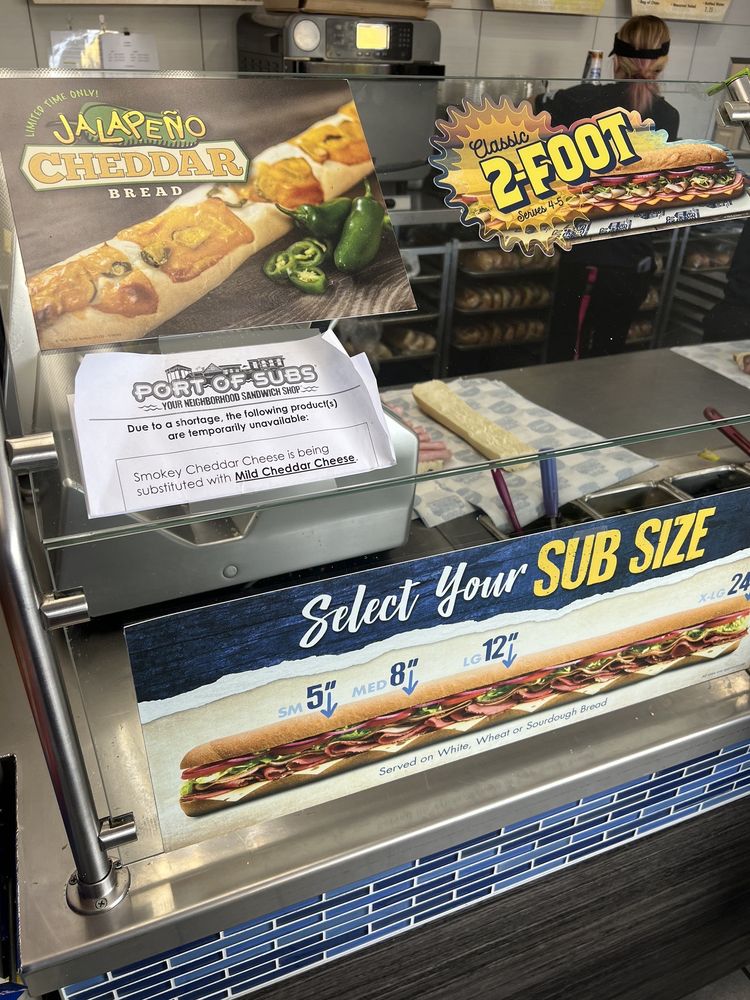 LIMITED TIME ONLY!
JALAPEÑO
CHEDDAR
BREAD
Classic
2-FOOT
Serves 4-5
PORT OF SUBS
YOUR NEIGHBORHOOD SANDWICH SHOP
Due to a shortage, the following product(s)
are temporarily unavailable:
Smokey Cheddar Cheese is being
substituted with Mild Cheddar Cheese.
Select Your SUB SIZE
SM 5"
MED 8"
LG 12"
X-LG 24
Served on White, Wheat or Sourdough Bread